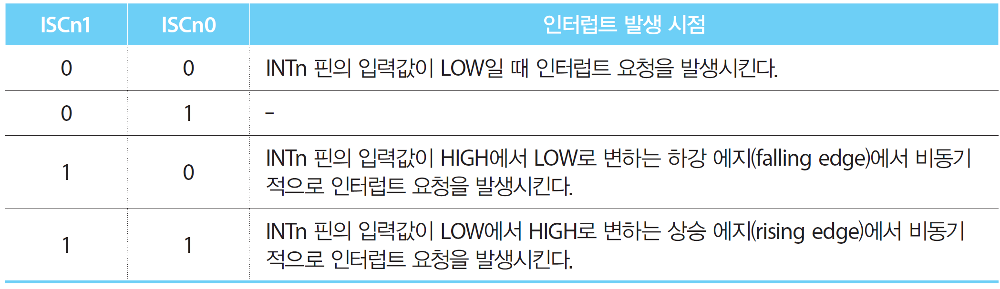 ISCn1 ISCn0 인터럽트 발생 시점
0 0 INTn 핀의 입력값이 LOW일 때 인터럽트 요청을 발생시킨다.
0 1 –
1 0 INTn 핀의 입력값이 HIGH에서 LOW로 변하는 하강 에지(falling edge)에서 비동기
적으로 인터럽트 요청을 발생시킨다.
1 1 INTn 핀의 입력값이 LOW에서 HIGH로 변하는 상승 에지(rising edge)에서 비동기
적으로 인터럽트 요청을 발생시킨다.